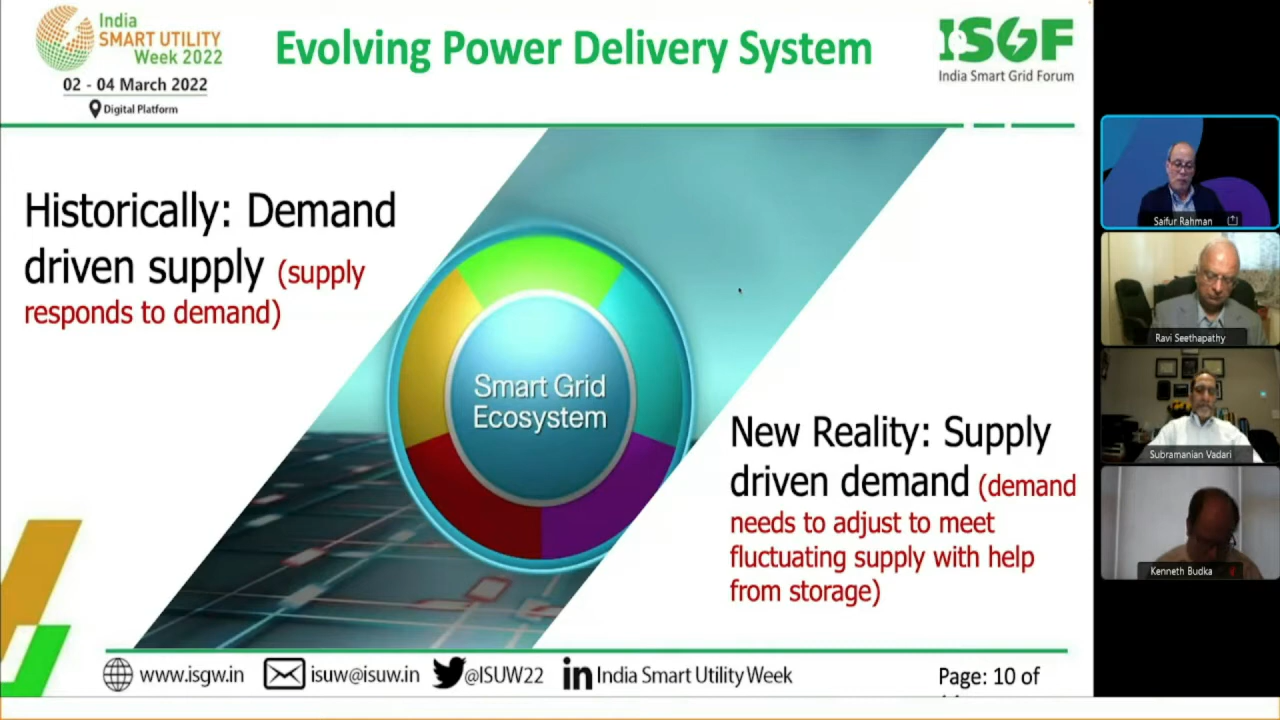 India
SMART UTILITY
Week 2022
02 - 04 March 2022
Digital Platform
Evolving Power Delivery System
ISGF
India Smart Grid Forum
Historically: Demand
driven supply (supply
responds to demand)
Smart Grid
Ecosystem
New Reality: Supply
driven demand (demand
needs to adjust to meet
fluctuating supply with help
from storage)
www.isgw.in
isuw@isuw.in
@ISUW22
in India Smart Utility Week
Page: 10 of
Saifur Rahman
Ravi Seethapathy
Subramanian Vadari
Kenneth Budka